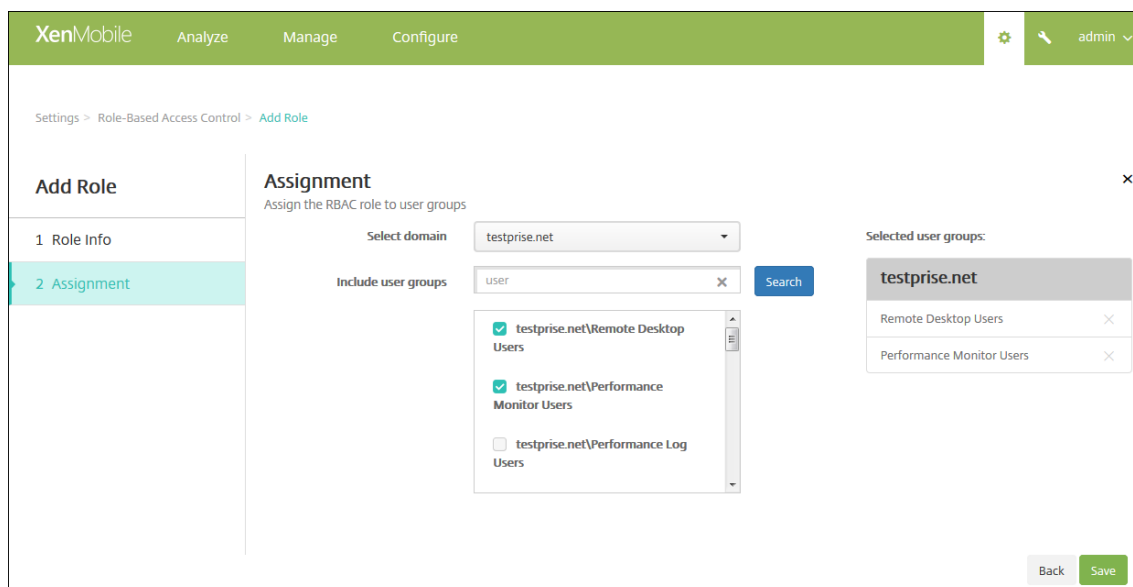 XenMobile Analyze Manage Configure admin
Settings > Role-Based Access Control > Add Role
Add Role
1 Role Info
2 Assignment
Assignment
Assign the RBAC role to user groups
Select domain testprise.net
Include user groups user Search
testprise.net\Remote Desktop
Users
testprise.net\Performance
Monitor Users
testprise.net\Performance Log
Users
Selected user groups:
testprise.net
Remote Desktop Users
Performance Monitor Users
Back Save